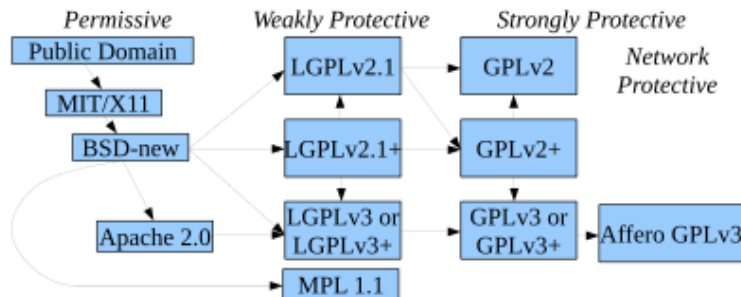 Permissive
Weakly Protective
Strongly Protective
Public Domain
LGPLv2.1
GPLv2
Network
Protective
MIT/X11
BSD-new
LGPLv2.1+
GPLv2+
Apache 2.0
LGPLv3 or
LGPLv3+
GPLv3 or
GPLv3+
Affero GPLv3
MPL 1.1